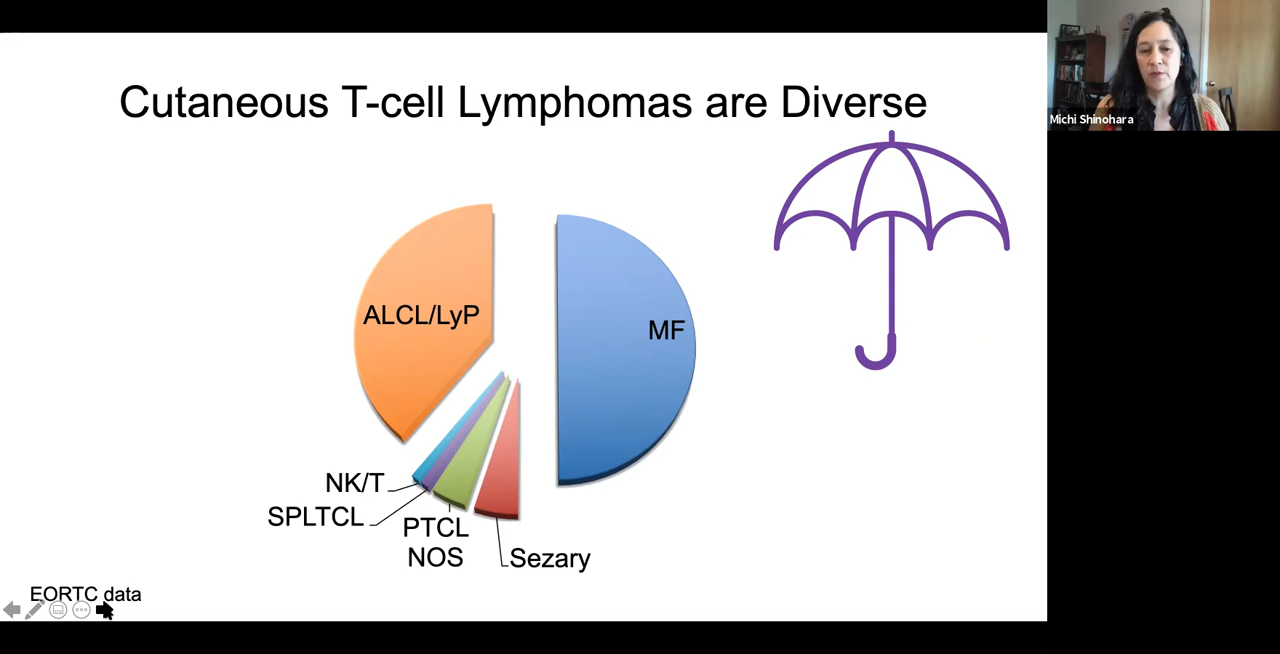 Cutaneous T-cell Lymphomas are Diverse
Michi Shinohara
ALCL/LyP
MF
NK/T
SPLTCL
PTCL
NOS
Sezary
EORTC data